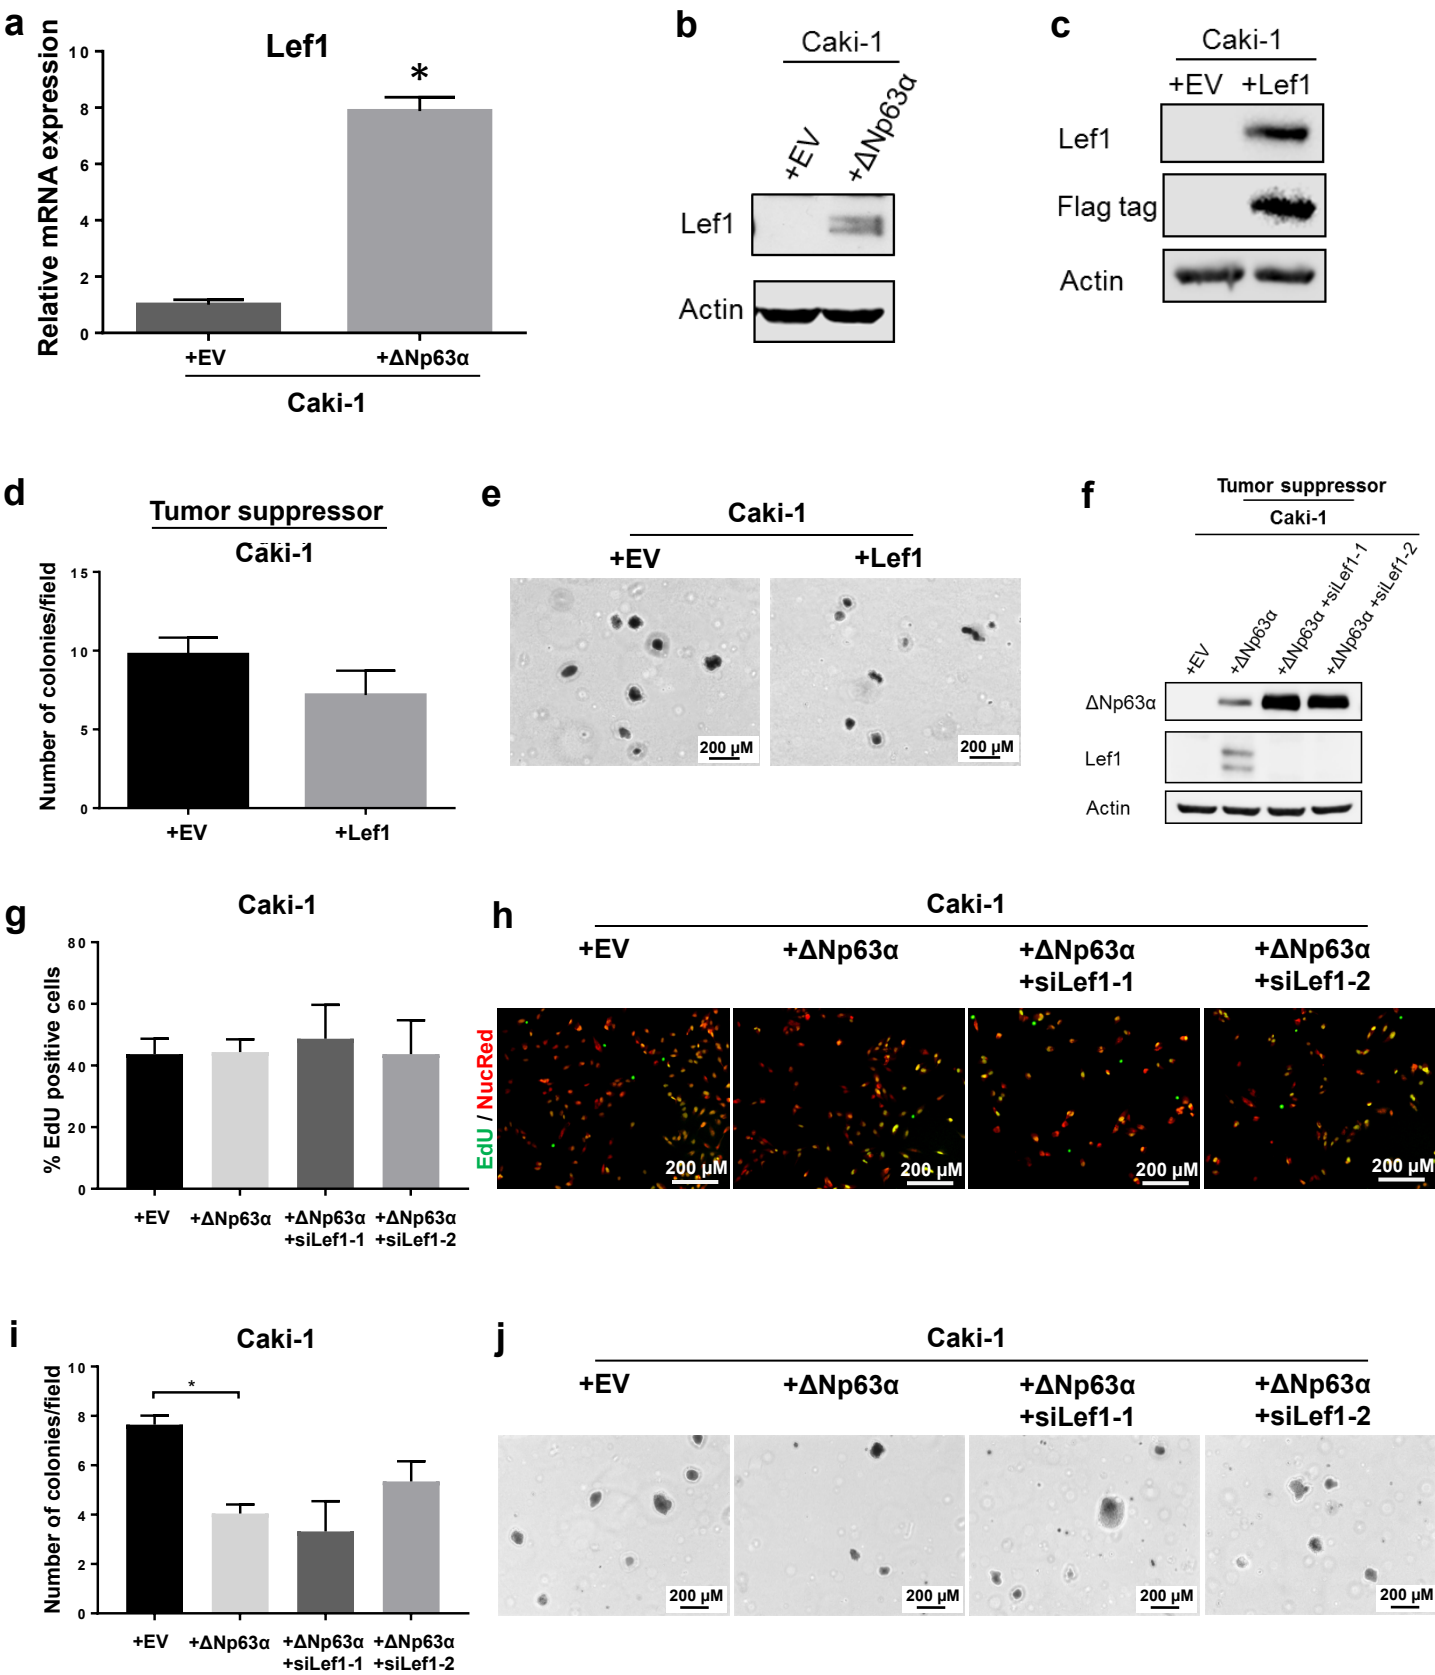 a
Lef1
Relative mRNA expression
10
8
6
4
2
0
*
+EV
+ΔNp63α
Caki-1
b
Caki-1
+EV
+ΔNp63α
Lef1
Actin
c
Caki-1
+EV +Lef1
Lef1
Flag tag
Actin
d
Tumor suppressor
Caki-1
Number of colonies/field
15
10
5
0
+EV
+Lef1
e
Caki-1
+EV
+Lef1
200 µM
200 µM
f
Tumor suppressor
Caki-1
+EV
+ΔNp63α
+ΔNp63α +siLef1-1
+ΔNp63α +siLef1-2
ΔNp63α
Lef1
Actin
g
Caki-1
% EdU positive cells
80
60
40
20
0
+EV
+ΔNp63α
+ΔNp63α
+siLef1-1
+ΔNp63α
+siLef1-2
h
Caki-1
+EV
+ΔNp63α
+ΔNp63α
+siLef1-1
+ΔNp63α
+siLef1-2
EdU / NucRed
200 µM
200 µM
200 µM
200 µM
i
Caki-1
Number of colonies/field
10
8
6
4
2
0
*
+EV
+ΔNp63α
+ΔNp63α
+siLef1-1
+ΔNp63α
+siLef1-2
j
Caki-1
+EV
+ΔNp63α
+ΔNp63α
+siLef1-1
+ΔNp63α
+siLef1-2
200 µM
200 µM
200 µM
200 µM